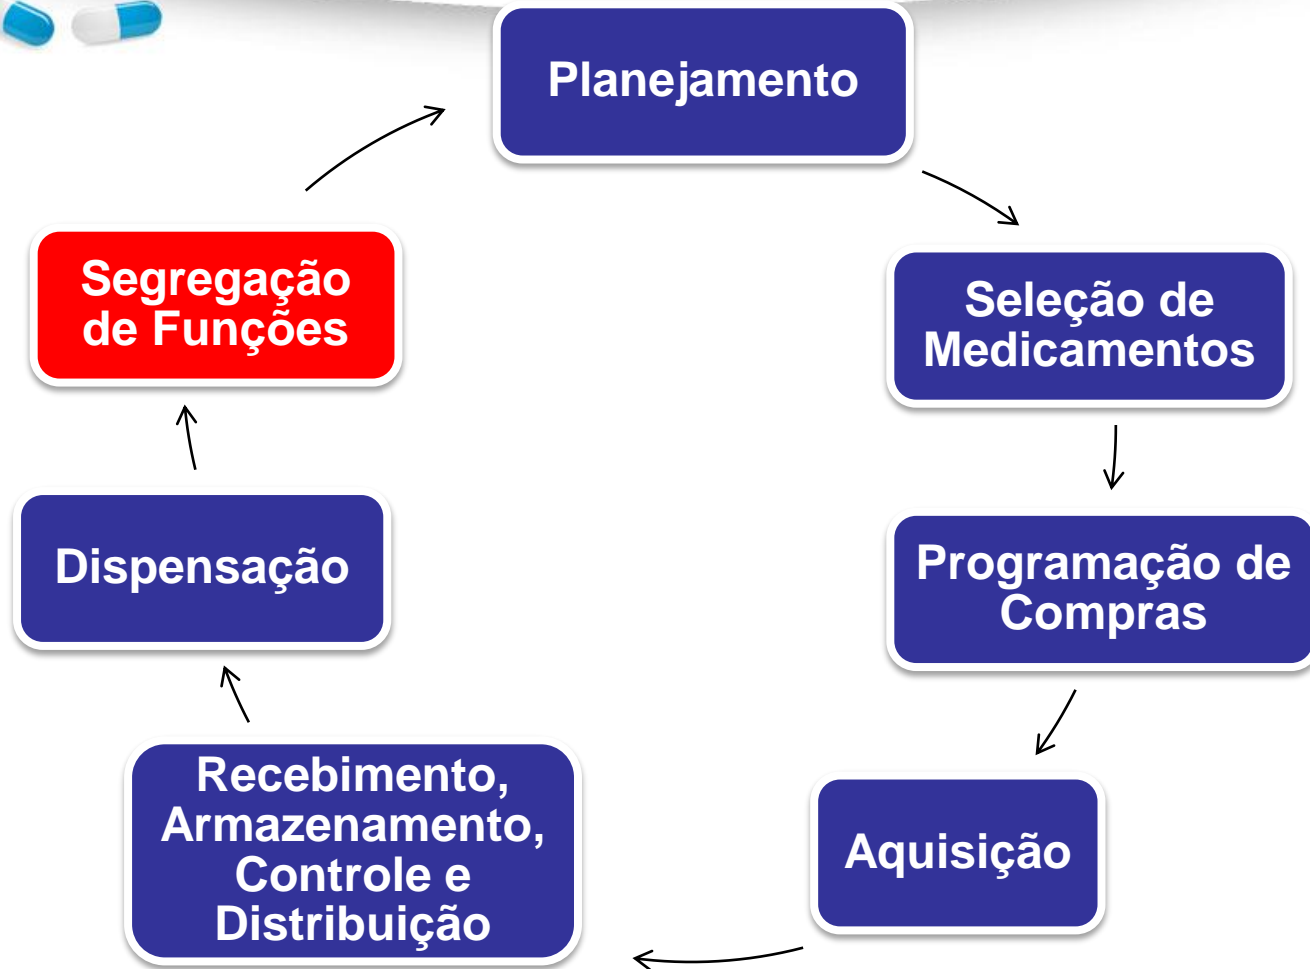 Planejamento
Seleção de
Medicamentos
Programação de
Compras
Aquisição
Recebimento,
Armazenamento,
Controle e
Distribuição
Dispensação
Segregação
de Funções